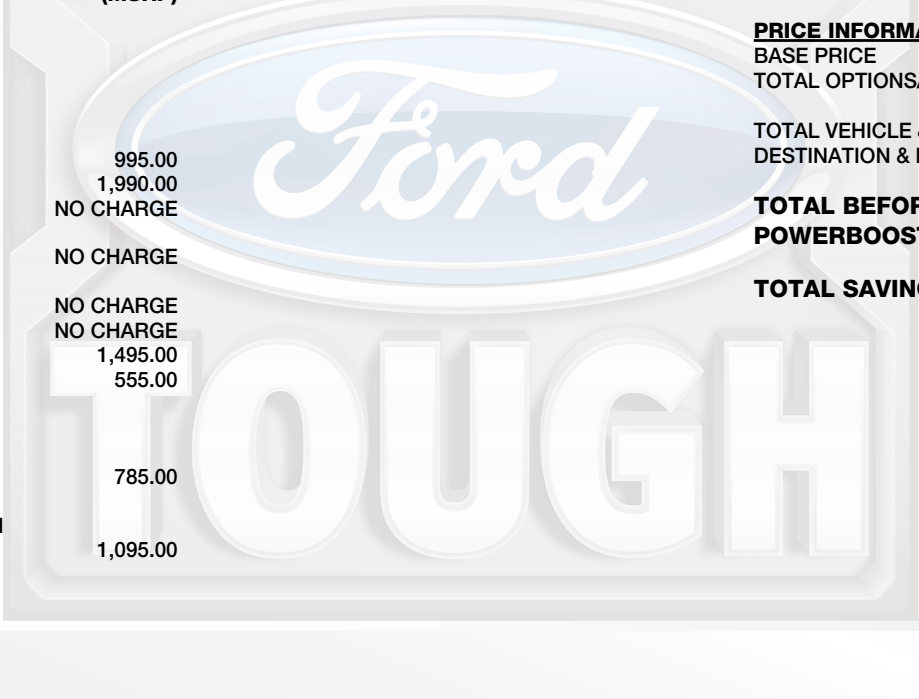 (MSRP)
995.00
1,990.00
NO CHARGE
NO CHARGE
NO CHARGE
NO CHARGE
1,495.00
555.00
785.00
1,095.00
PRICE INFORMA
BASE PRICE
TOTAL OPTIONS
TOTAL VEHICLE &
DESTINATION &
TOTAL BEFOR
POWERBOOST
TOTAL SAVIN
Ford
TOUGH